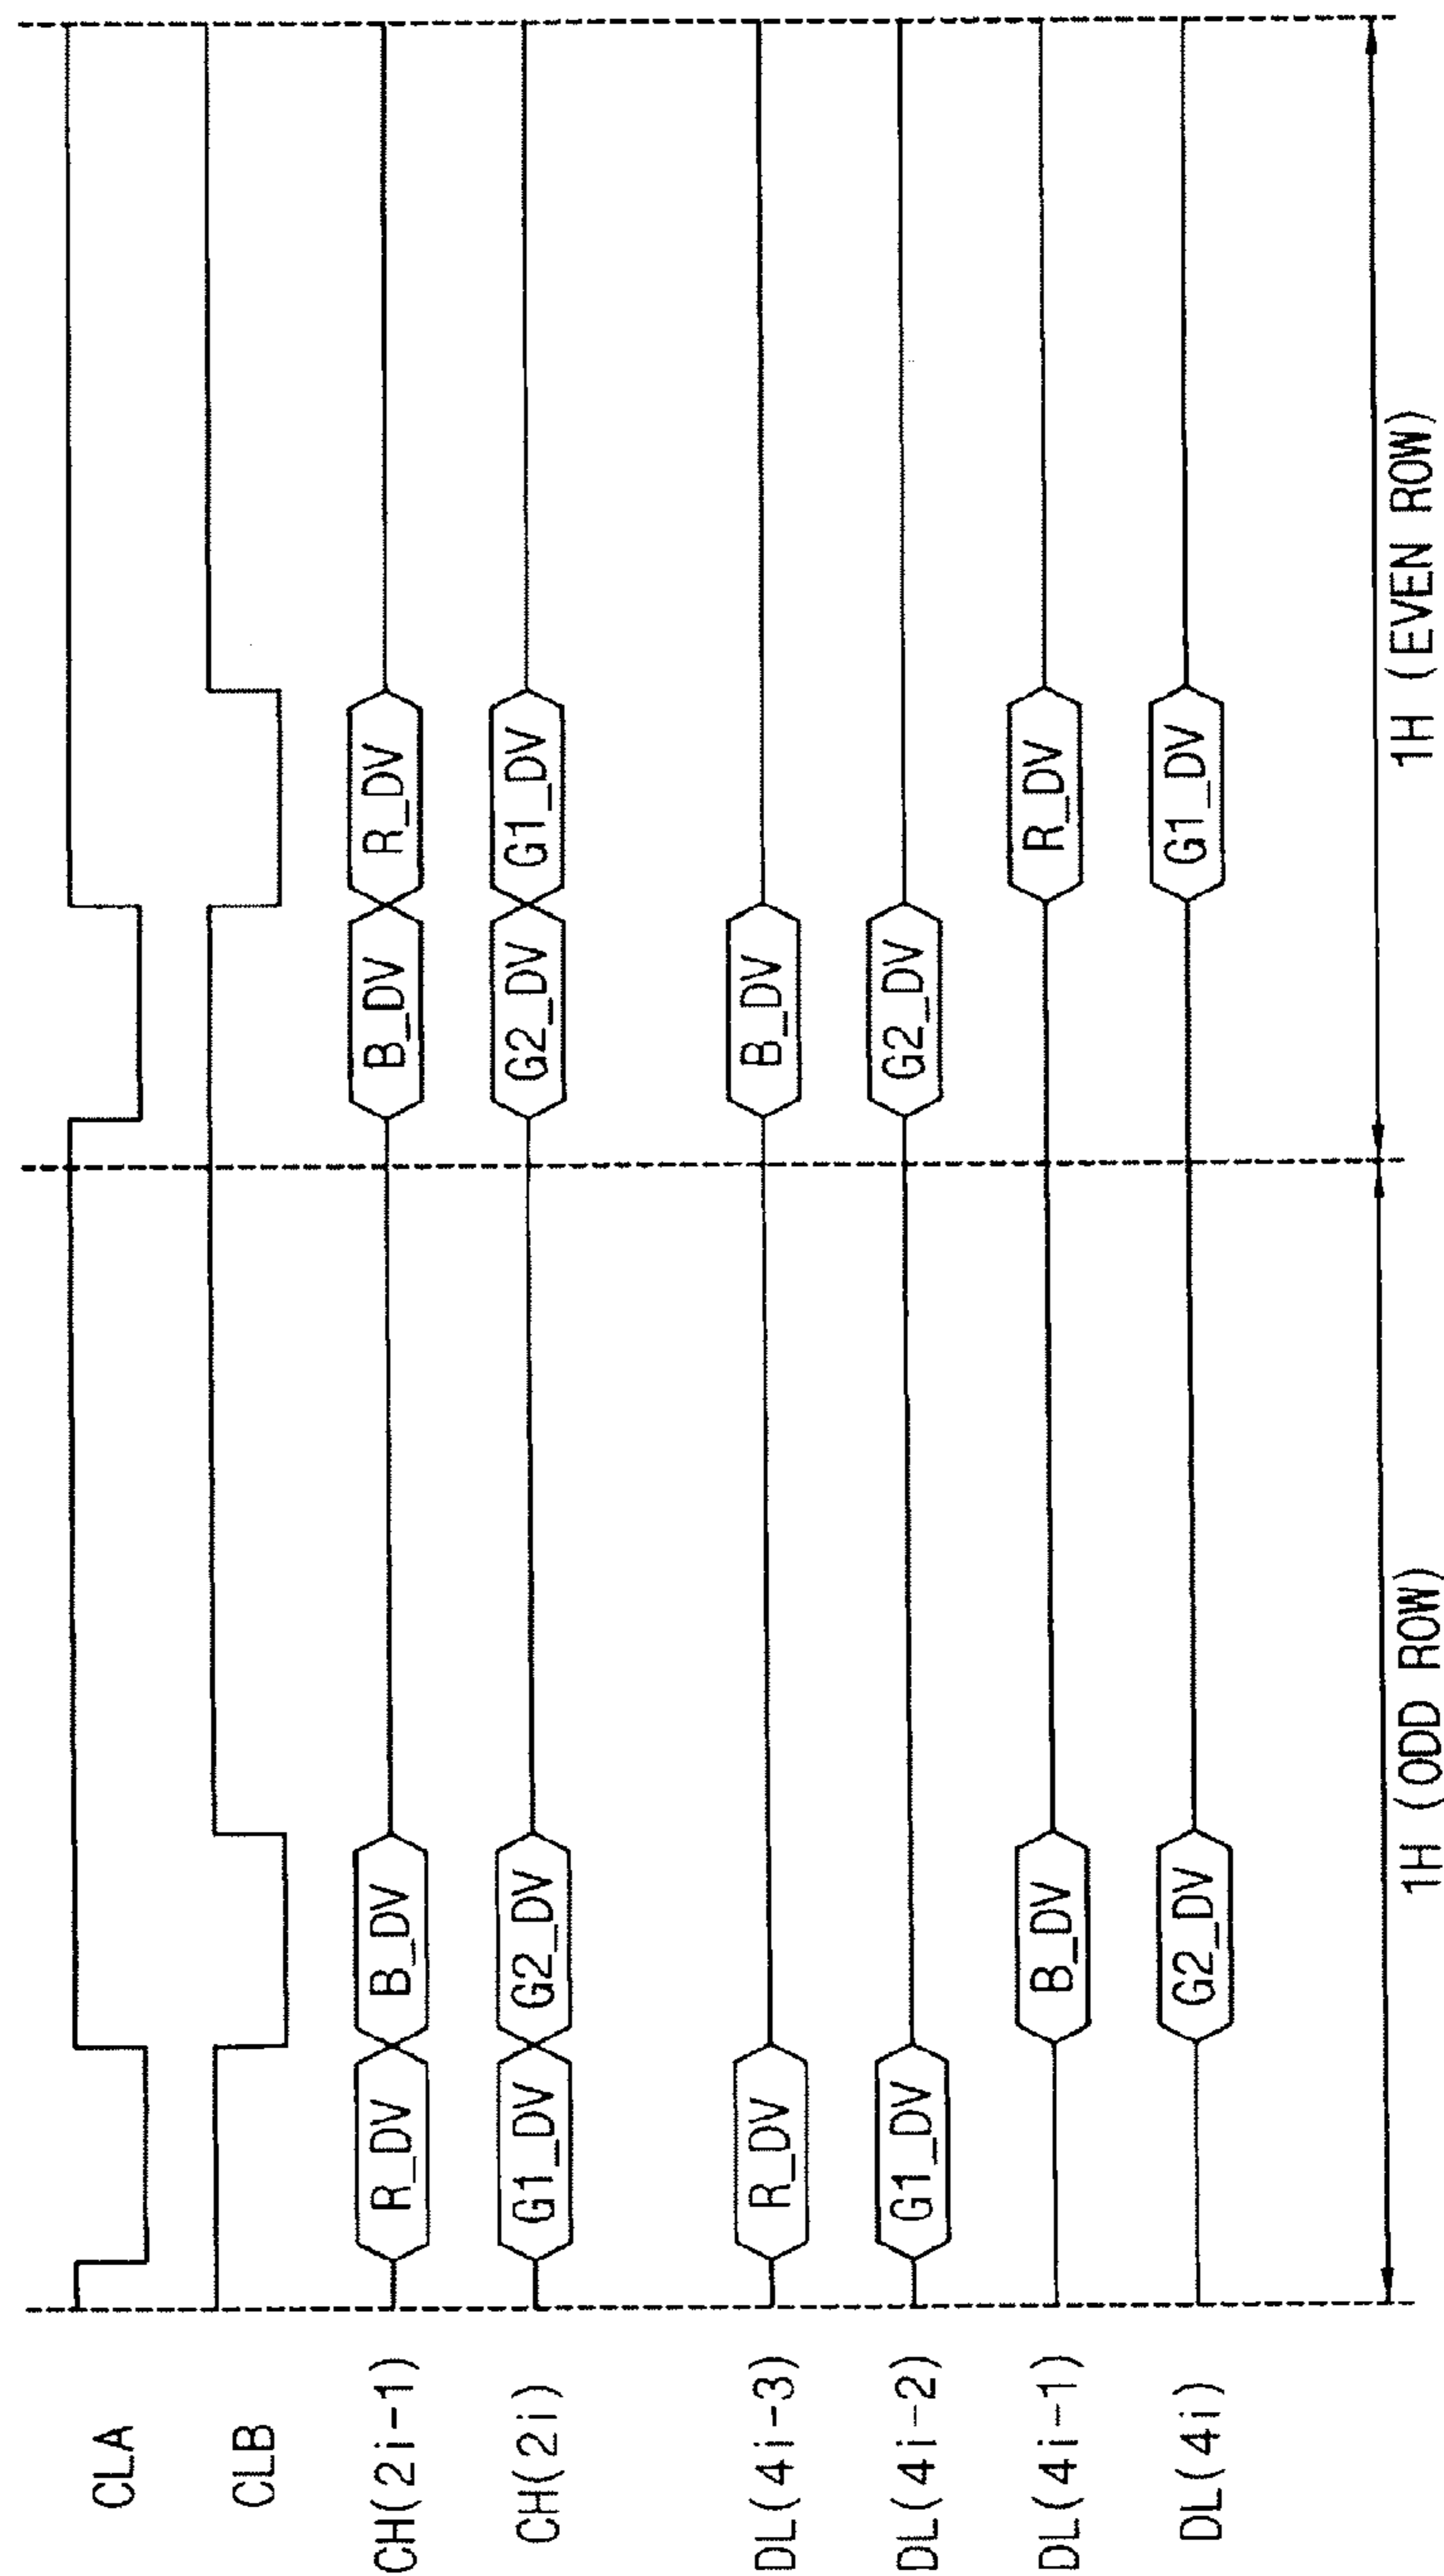 CLA
CLB
CH(2i-1)
R_DV B_DV B_DV R_DV
CH(2i)
G1_DV G2_DV G2_DV G1_DV
DL(4i-3)
R_DV B_DV
DL(4i-2)
G1_DV G2_DV
DL(4i-1)
B_DV R_DV
DL(4i)
G2_DV G1_DV
1H (ODD ROW) 1H (EVEN ROW)